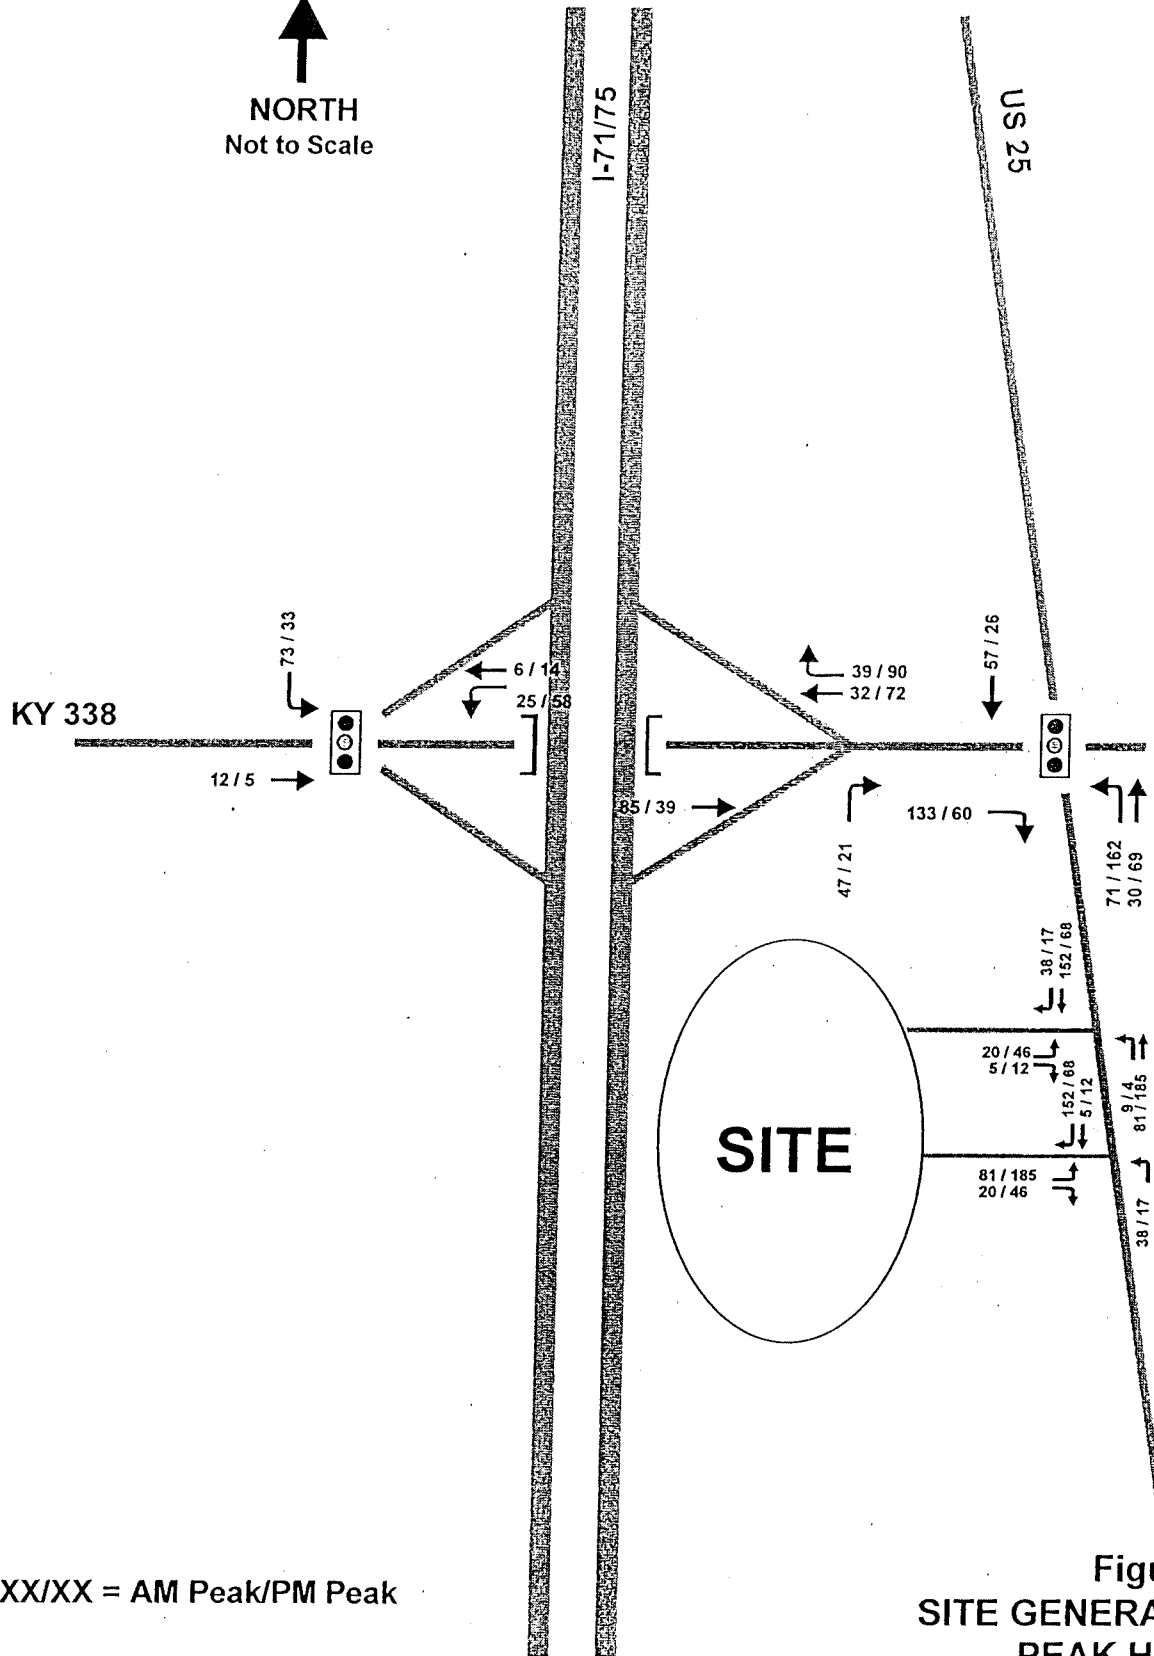 NORTH
Not to Scale
I-71/75
US 25
73 / 33
KY 338
12 / 5
6 / 14
25 / 58
39 / 90
32 / 72
57 / 26
85 / 39
47 / 21
133 / 60
71 / 162
30 / 69
38 / 17
152 / 68
20 / 46
5 / 12
152 / 68
5 / 12
9 / 4
81 / 185
SITE
81 / 185
20 / 46
38 / 17
XX/XX = AM Peak/PM Peak
Figu
SITE GENERA
PEAK H